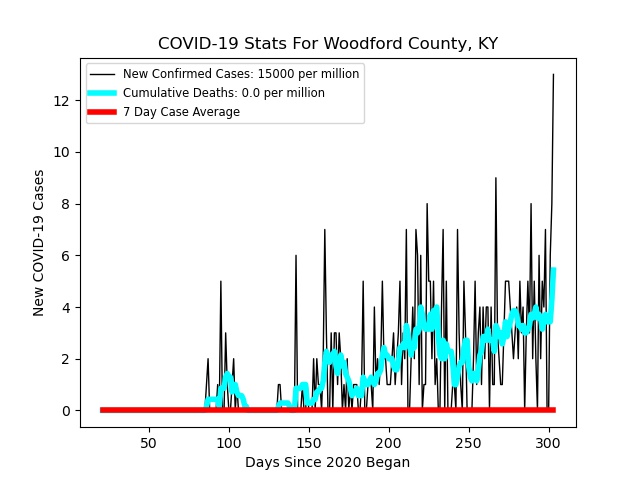 COVID-19 Stats For Woodford County, KY
New Confirmed Cases: 15000 per million
Cumulative Deaths: 0.0 per million
7 Day Case Average
New COVID-19 Cases
12
10
8
6
4
2
0
50 100 150 200 250 300
Days Since 2020 Began